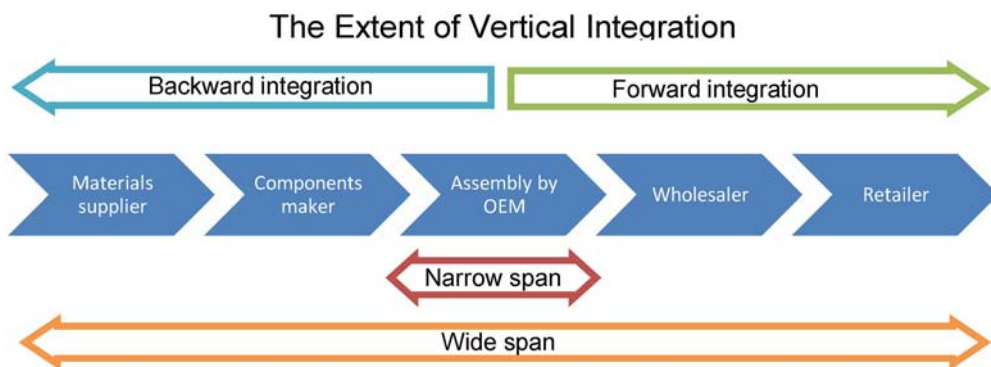 The Extent of Vertical Integration
Backward integration
Forward integration
Materials
supplier
Components
maker
Assembly by
OEM
Wholesaler
Retailer
Narrow span
Wide span